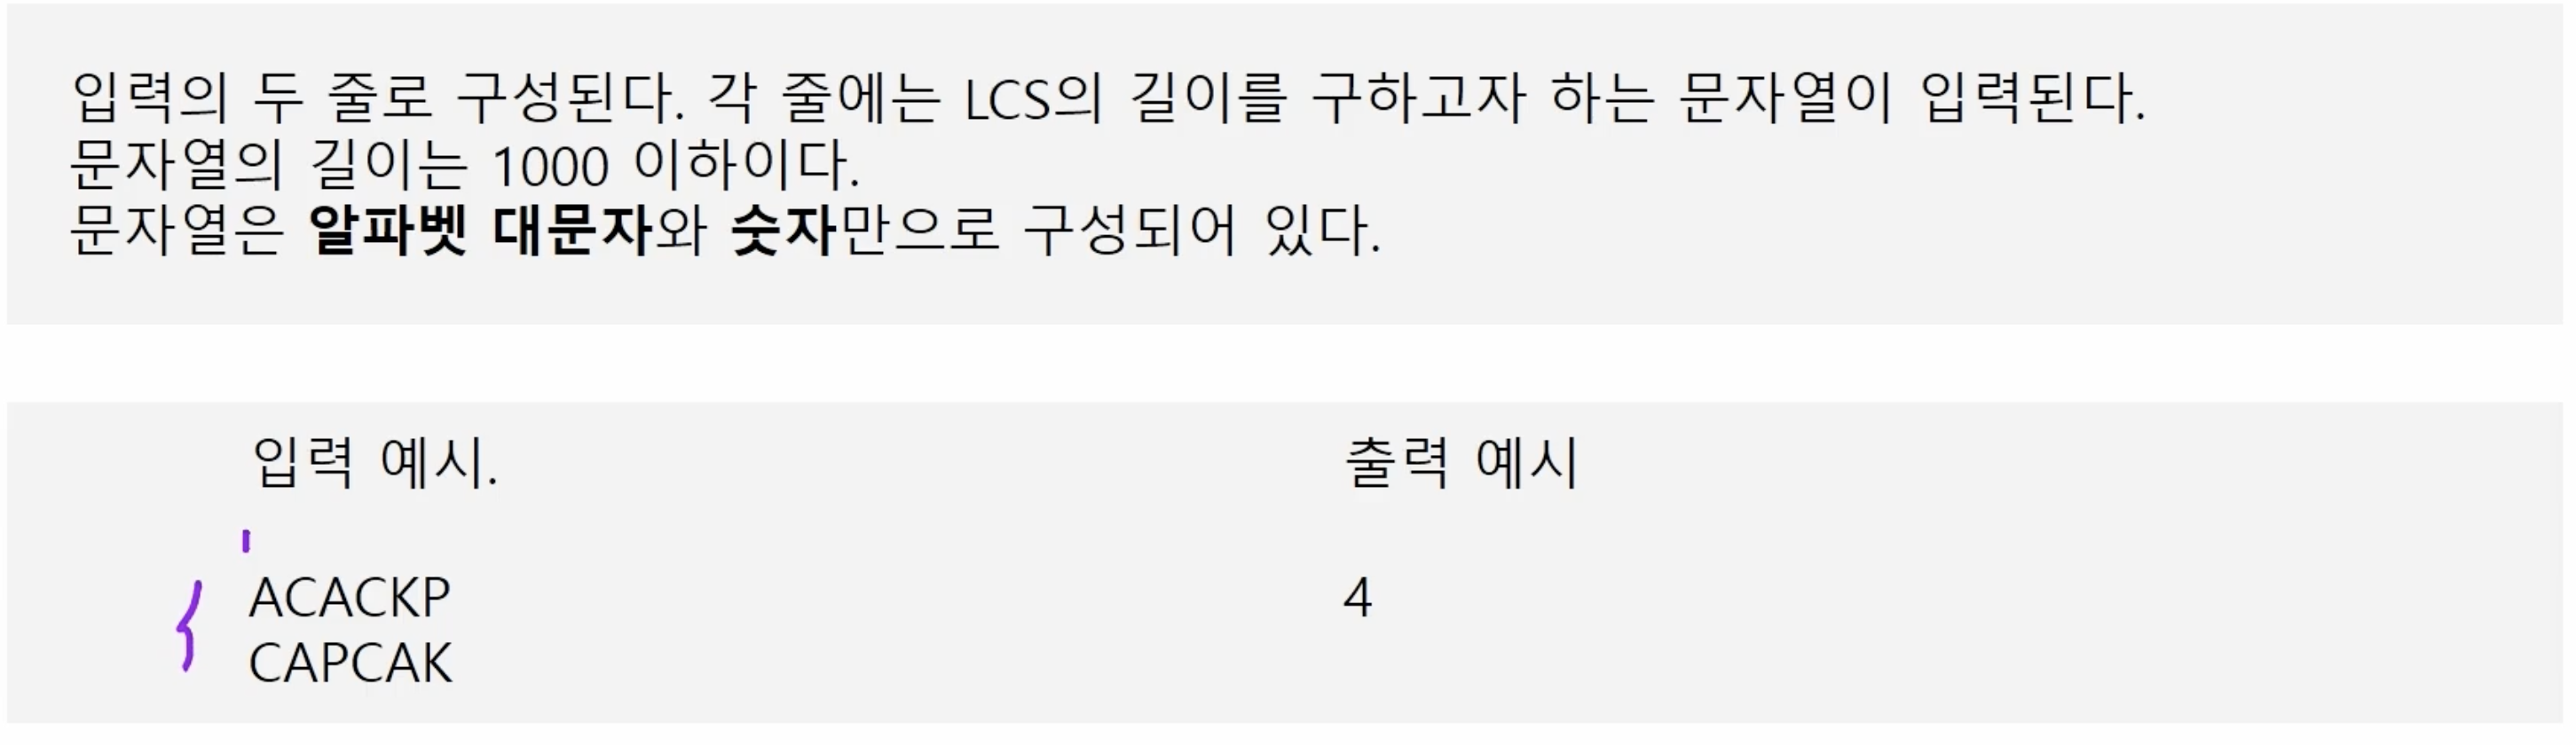 입력의 두 줄로 구성된다. 각 줄에는 LCS의 길이를 구하고자 하는 문자열이 입력된다.
문자열의 길이는 1000 이하이다.
문자열은 알파벳 대문자와 숫자만으로 구성되어 있다.
입력 예시.
출력 예시
ACACKP
4
CAPCAK